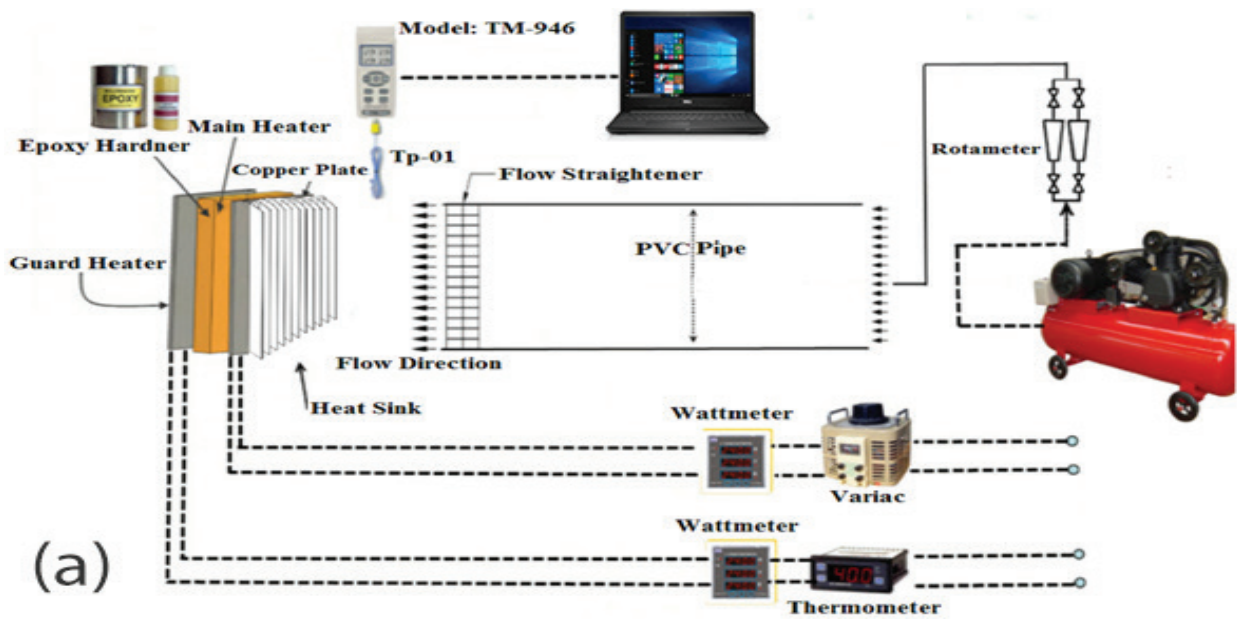 Model: TM-946
EPOXY
Main Heater
Epoxy Hardner
Tp-01
Copper Plate
Flow Straightener
Rotameter
PVC Pipe
Guard Heater
Flow Direction
Heat Sink
Wattmeter
Variac
Wattmeter
40.0
Thermometer
(a)